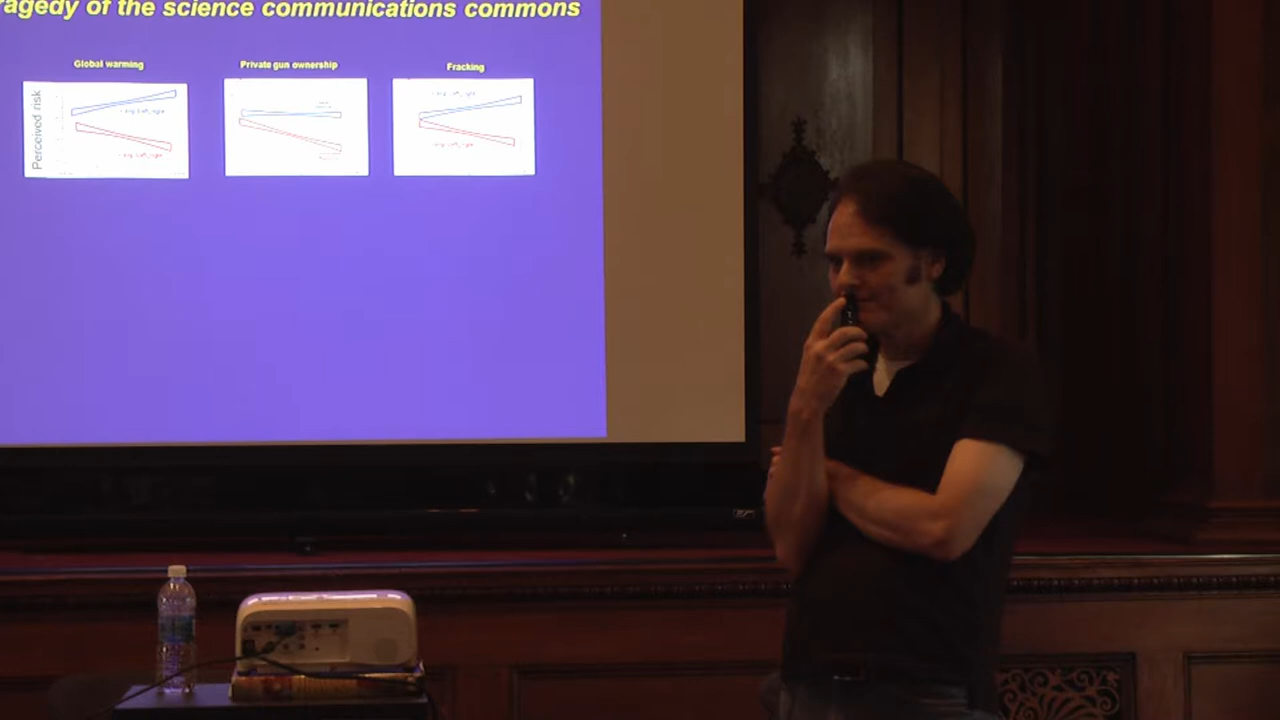 ragedy of the science communications commons
Global warming
Private gun ownership
Fracking
Perceived risk